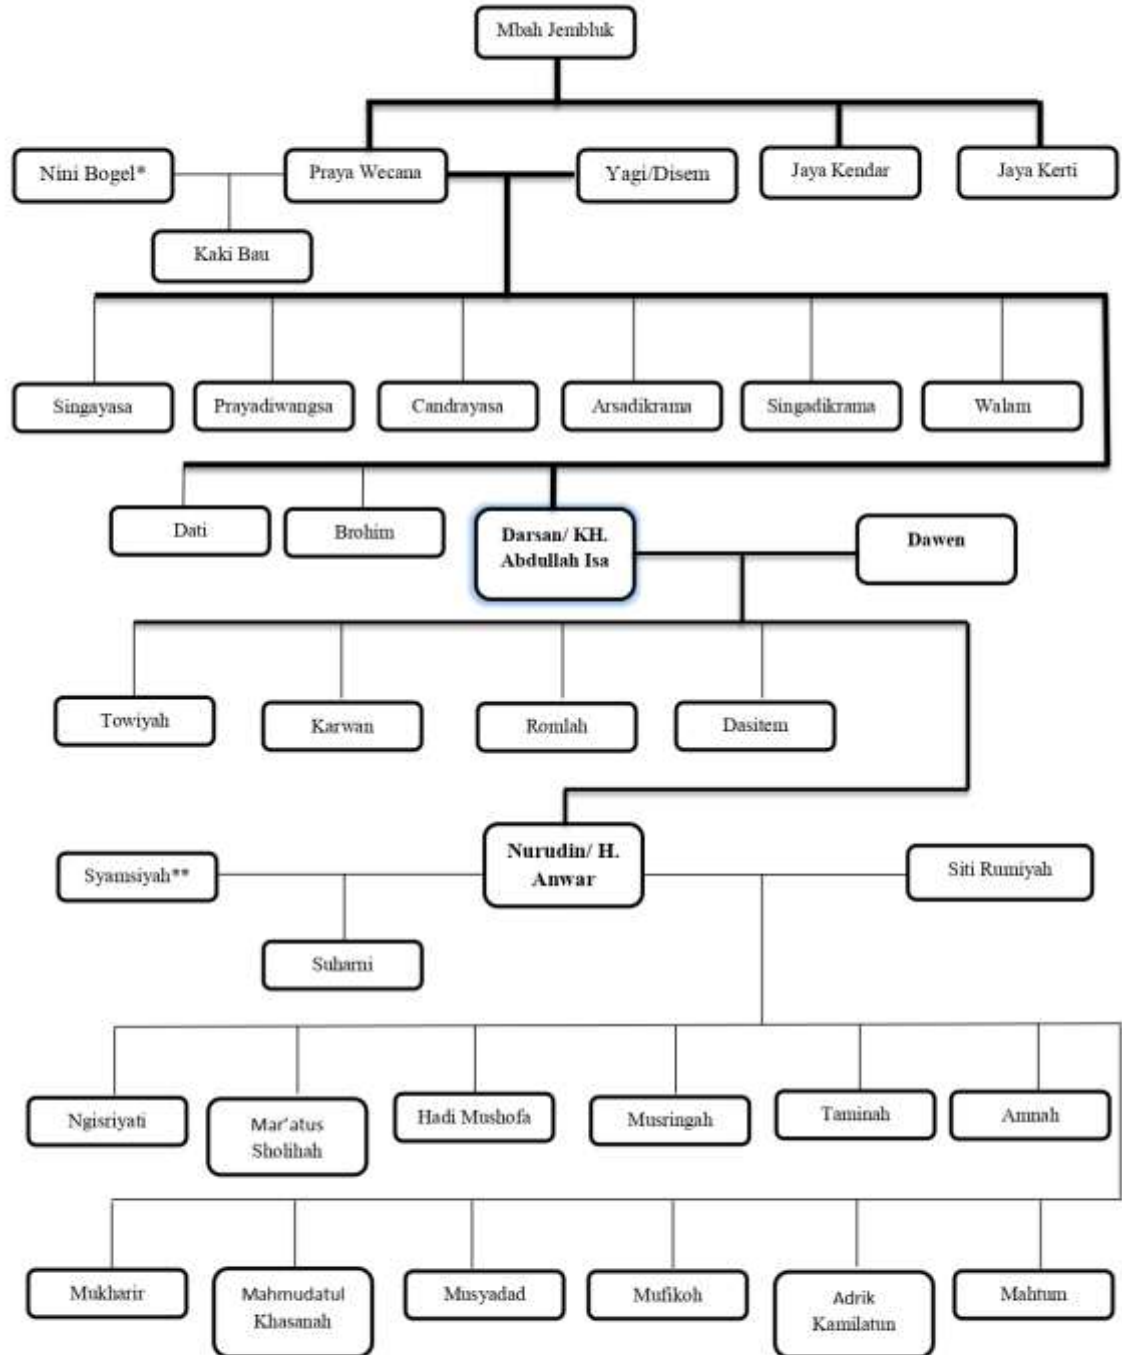 Mbah Jembluk
Nini Bogel*
Praya Wecana
Yagi/Disem
Jaya Kendar
Jaya Kerti
Kaki Bau
Singayasa
Prayadiwangsa
Candrayasa
Arsadikrama
Singadikrama
Walam
Dati
Brohim
Darsan/ KH.
Abdullah Isa
Dawen
Towiyah
Karwan
Romlah
Dasitem
Nurudin/ H.
Anwar
Syamsiyah**
Siti Rumiyah
Suharni
Ngisriyati
Mar'atus
Sholihah
Hadi Mushofa
Musringah
Taminah
Amnah
Mukharir
Mahmudatul
Khasanah
Musyadad
Mufikoh
Adrik
Kamilatun
Mahtum